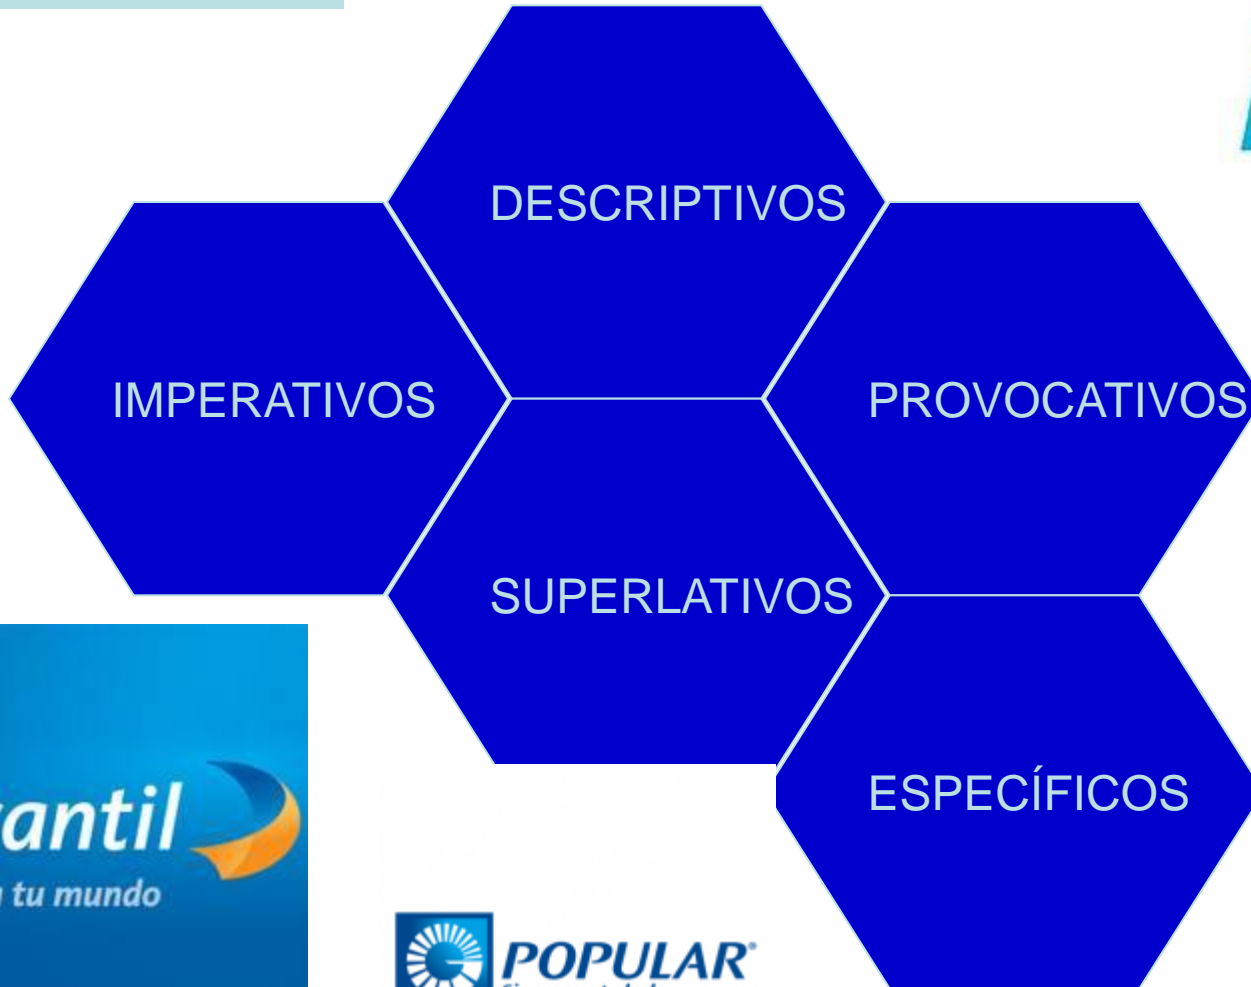 DESCRIPTIVOS
IMPERATIVOS
PROVOCATIVOS
SUPERLATIVOS
ESPECÍFICOS
antil
tu mundo
POPULAR®